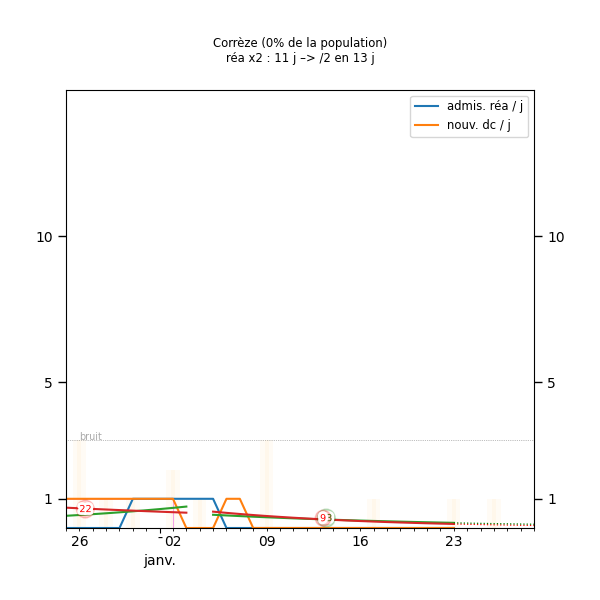 Corrèze (0% de la population)
réa x2 : 11 j –> /2 en 13 j
admis. réa / j
nouv. dc / j
10 10
5 5
bruit
1 1
22
26 02 09 16 23
janv.